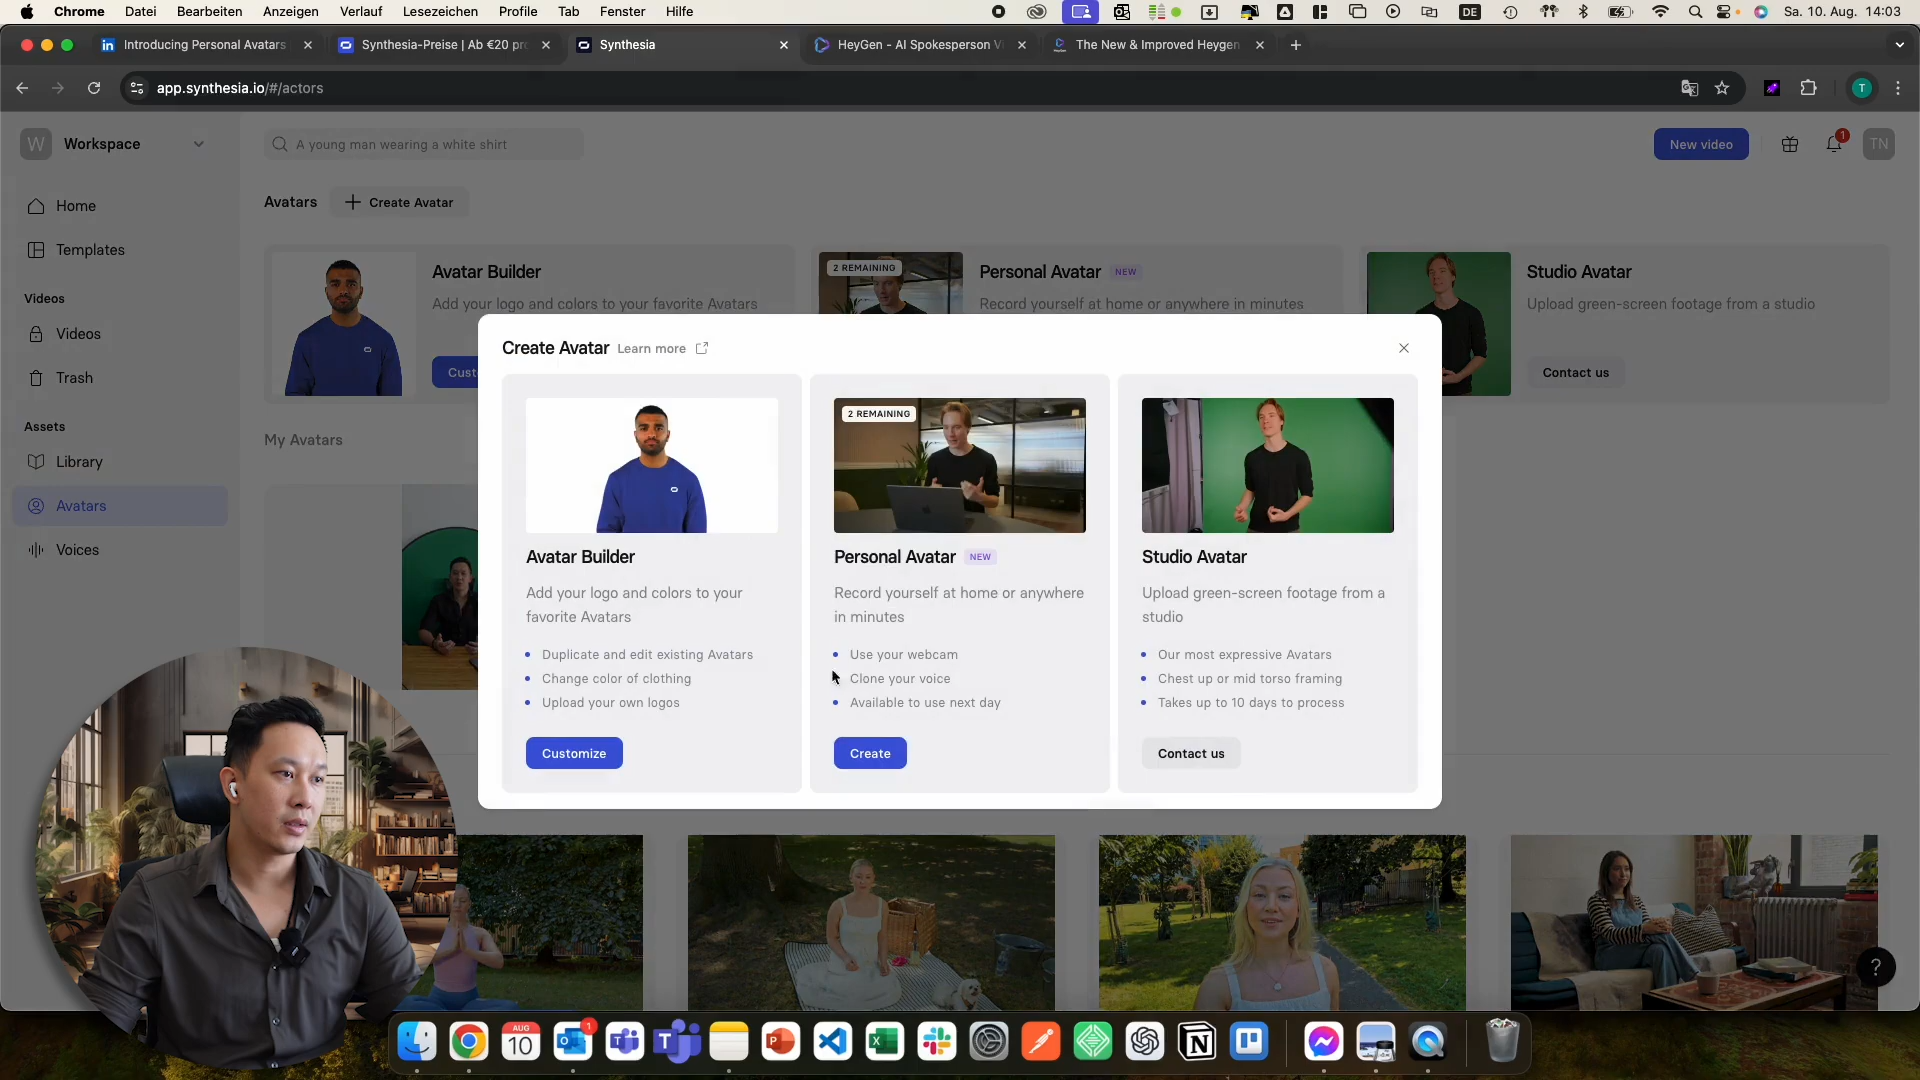 Chrome Datei Bearbeiten Anzeigen Verlauf Lesezeichen Profile Tab Fenster Hilfe
DE
Sa. 10. Aug. 14:03
Introducing Personal Avatars
Synthesia-Preise | Ab €20 pr
Synthesia
HeyGen - AI Spokesperson V
The New & Improved Heygen
app.synthesia.io/#/actors
T
W
Workspace
A young man wearing a white shirt
New video
1
TN
Home
Templates
Videos
Videos
Trash
Assets
Library
Avatars
Voices
Avatars
Create Avatar
Avatar Builder
Add your logo and colors to your favorite Avatars
2 REMAINING
Personal Avatar NEW
Record yourself at home or anywhere in minutes
Studio Avatar
Upload green-screen footage from a studio
Contact us
My Avatars
Create Avatar Learn more
Avatar Builder
Add your logo and colors to your
favorite Avatars
Duplicate and edit existing Avatars
Change color of clothing
Upload your own logos
Customize
2 REMAINING
Personal Avatar NEW
Record yourself at home or anywhere
in minutes
Use your webcam
Clone your voice
Available to use next day
Create
Studio Avatar
Upload green-screen footage from a
studio
Our most expressive Avatars
Chest up or mid torso framing
Takes up to 10 days to process
Contact us
?
AUG
10
1